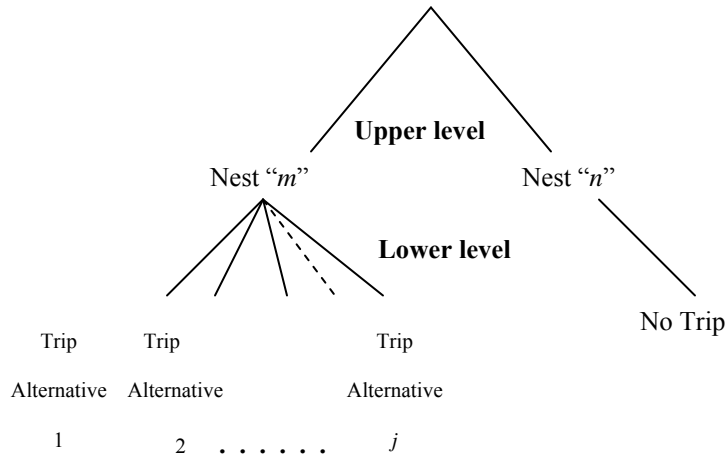 Upper level
Nest “m” Nest “n”
Lower level
No Trip
Trip Trip Trip
Alternative Alternative Alternative
1 2 . . . . . . j